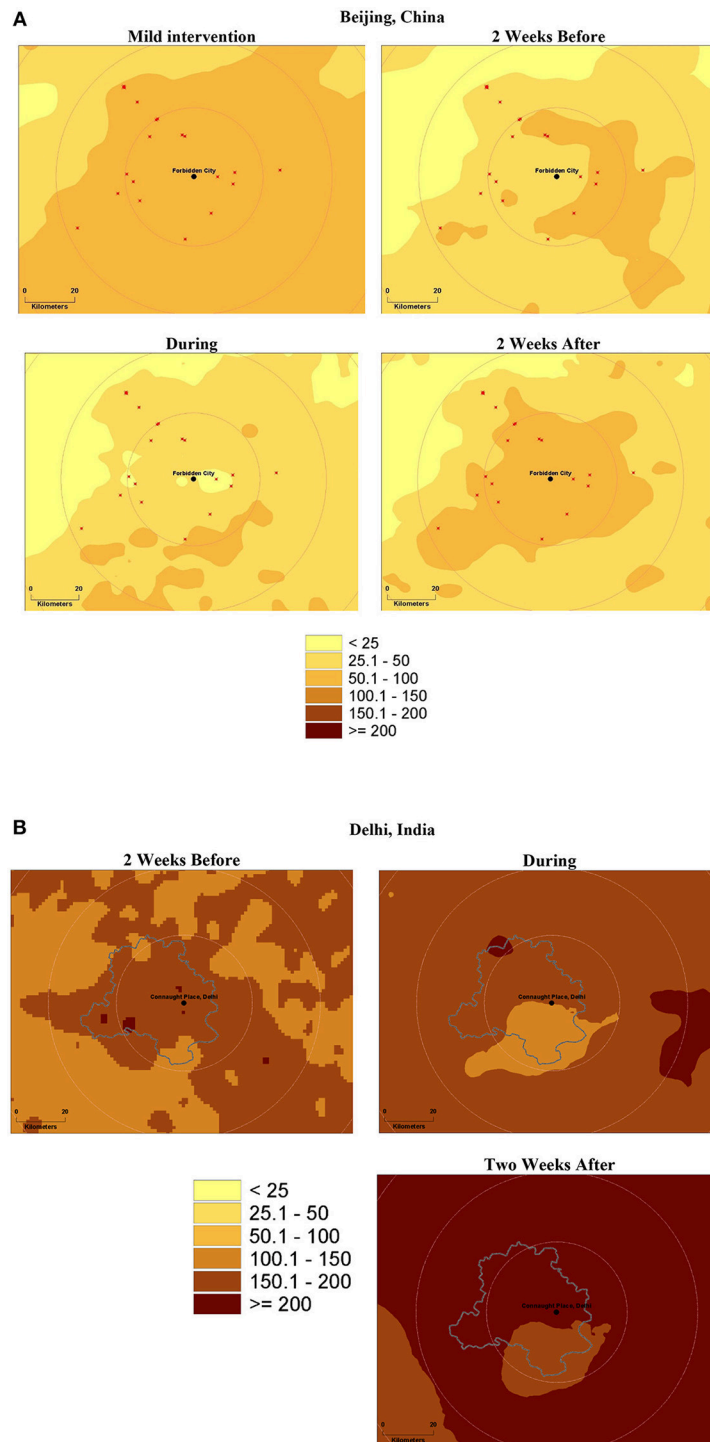 A
Beijing, China
Mild intervention
2 Weeks Before
Forbidden City
Forbidden City
0 20
Kilometers
0 20
Kilometers
During
2 Weeks After
Forbidden City
Forbidden City
0 20
Kilometers
0 20
Kilometers
< 25
25.1 - 50
50.1 - 100
100.1 - 150
150.1 - 200
>= 200
B
Delhi, India
2 Weeks Before
During
Connaught Place, Delhi
Connaught Place, Delhi
0 20
Kilometers
0 20
Kilometers
Two Weeks After
< 25
25.1 - 50
50.1 - 100
100.1 - 150
150.1 - 200
>= 200
Connaught Place, Delhi
0 20
Kilometers